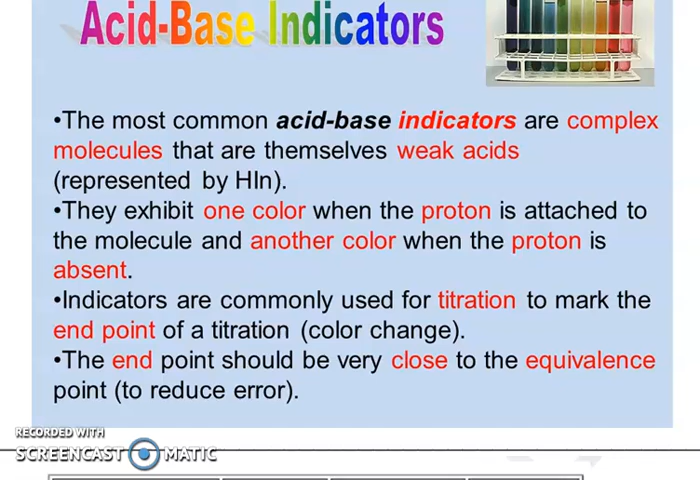 Acid-Base Indicators
•The most common acid-base indicators are complex
molecules that are themselves weak acids
(represented by HIn).
•They exhibit one color when the proton is attached to
the molecule and another color when the proton is
absent.
•Indicators are commonly used for titration to mark the
end point of a titration (color change).
•The end point should be very close to the equivalence
point (to reduce error).
RECORDED WITH
SCREENCAST MATIC